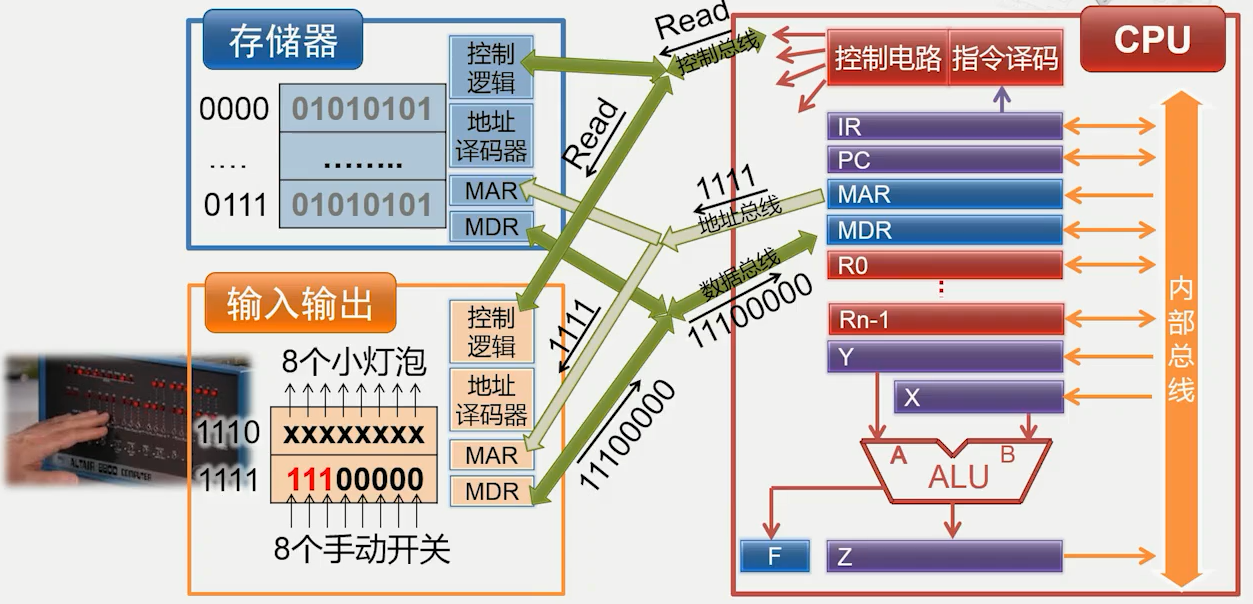 存储器
控制
逻辑
0000
01010101
地址
译码器
....
........
0111
01010101
MAR
MDR
输入输出
控制
逻辑
8个小灯泡
地址
译码器
1110
xxxxxxxx
MAR
1111
11100000
MDR
8个手动开关
ALTAIR 8800 COMPUTER
Read
控制总线
Read
1111
地址总线
数据总线
11100000
1111
11100000
CPU
控制电路
指令译码
IR
PC
MAR
MDR
R0
Rn-1
Y
X
A
B
ALU
F
Z
内部总线